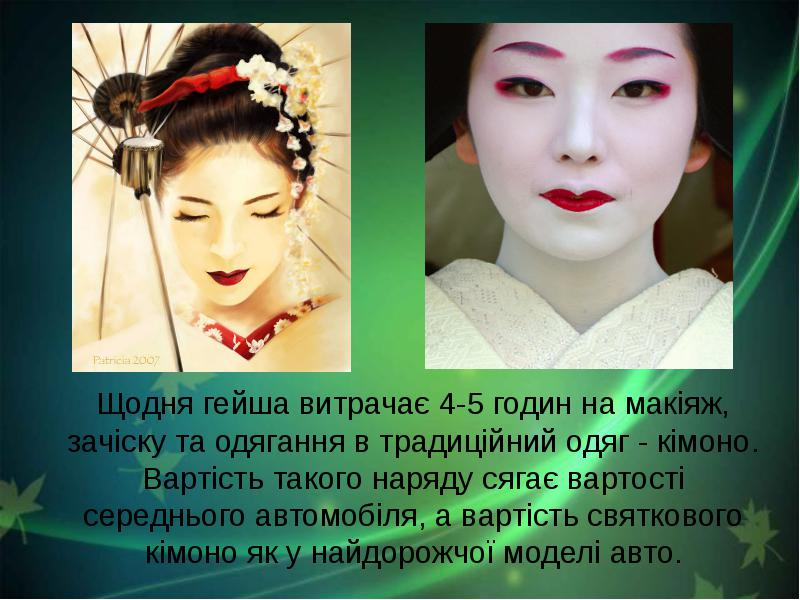 Patricia 2007
Щодня гейша витрачає 4-5 годин на макіяж,
зачіску та одягання в традиційний одяг - кімоно.
Вартість такого наряду сягає вартості
середнього автомобіля, а вартість святкового
кімоно як у найдорожчої моделі авто.